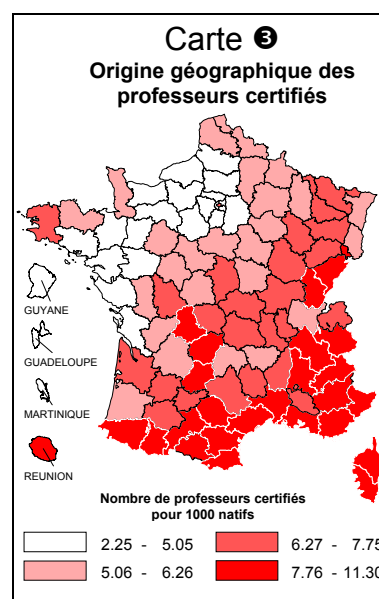 Carte ❸
Origine géographique des
professeurs certifiés
GUYANE
GUADELOUPE
MARTINIQUE
REUNION
Nombre de professeurs certifiés
pour 1000 natifs
2.25 - 5.05
6.27 - 7.75
5.06 - 6.26
7.76 - 11.30